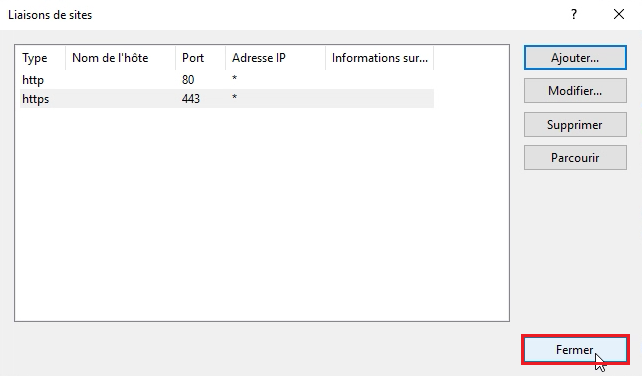 Liaisons de sites
?
Type Nom de l'hôte Port Adresse IP Informations sur...
http 80 *
https 443 *
Ajouter...
Modifier...
Supprimer
Parcourir
Fermer